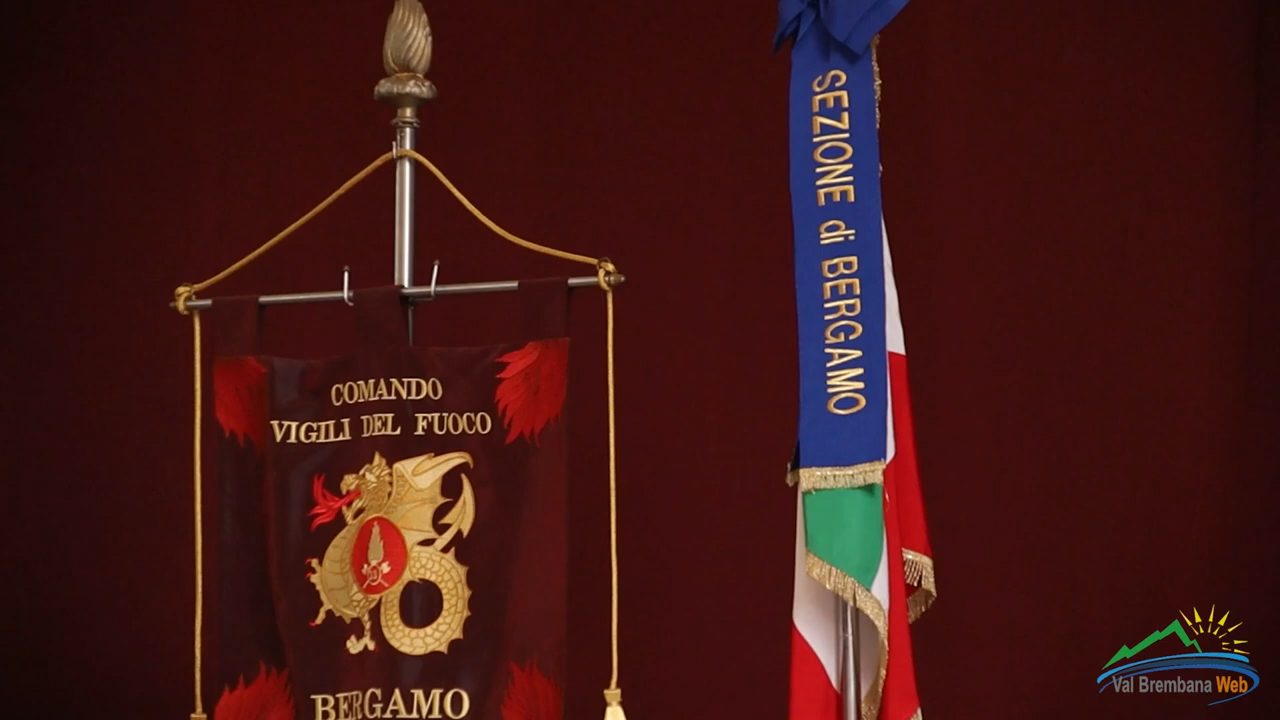 COMANDO
VIGILI DEL FUOCO
BERGAMO
SEZIONE di BERGAMO
Val Brembana Web